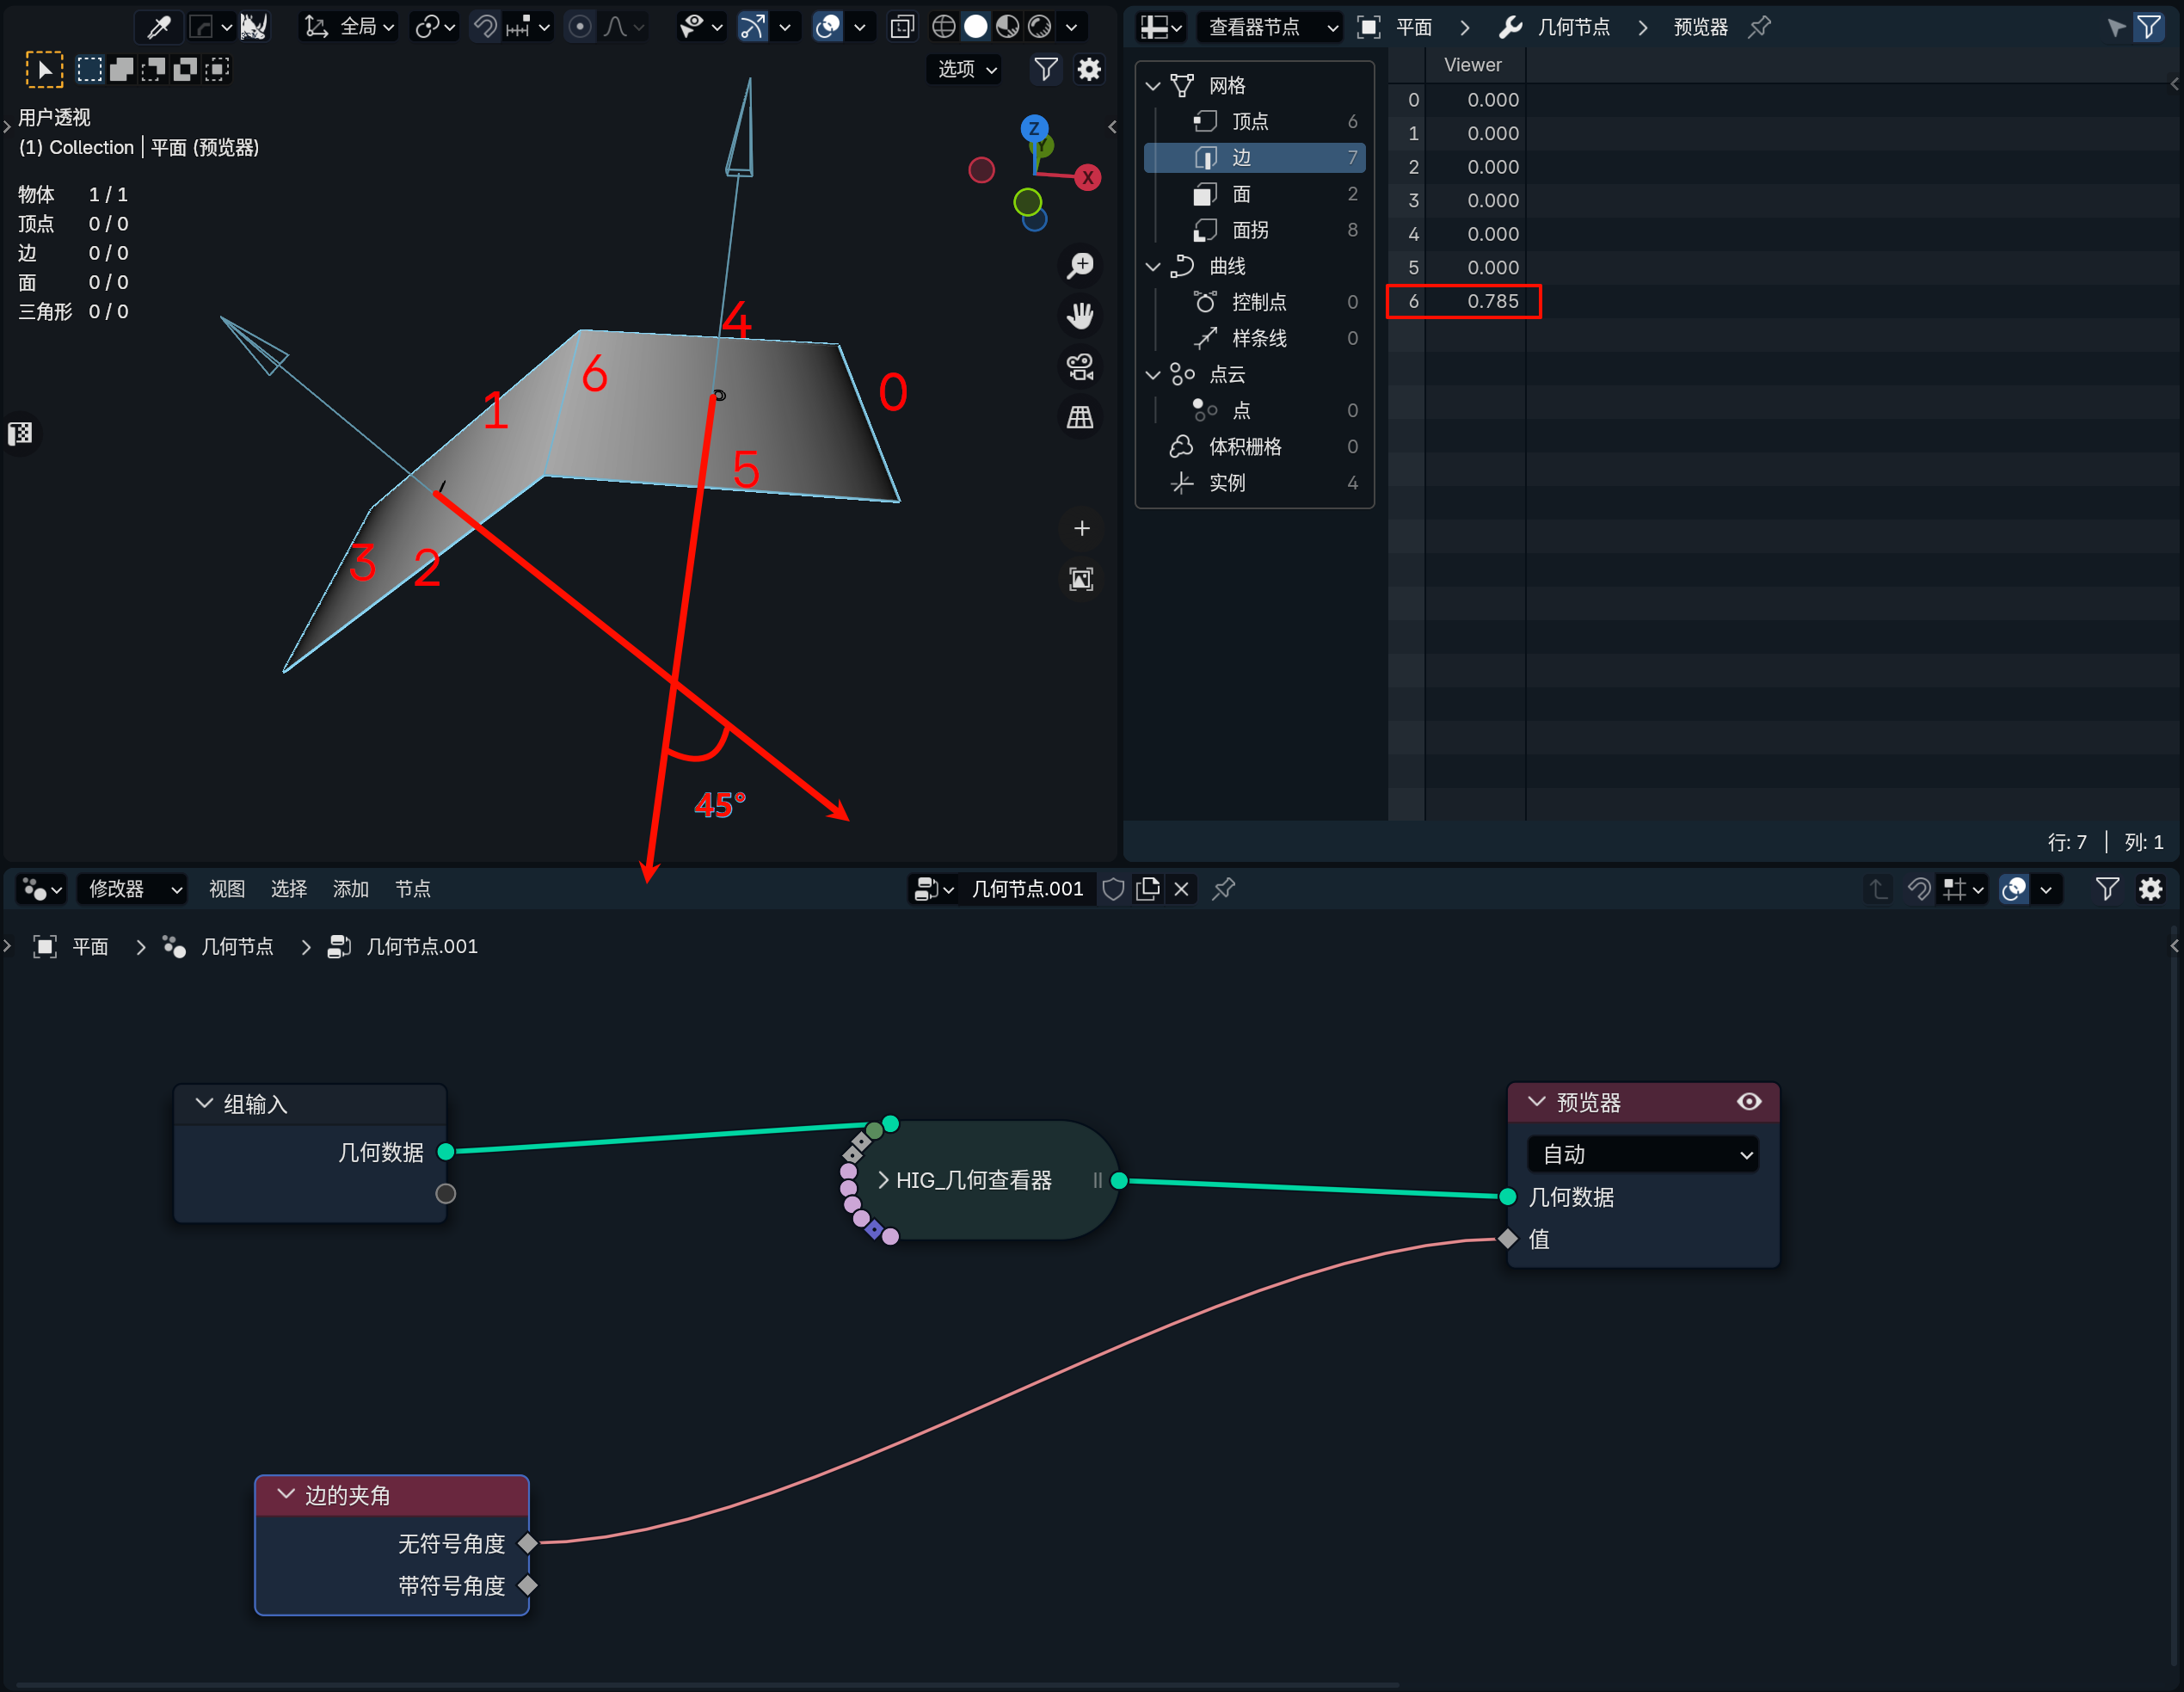 全局
选项
用户透视
(1) Collection | 平面 (预览器)
物体 1 / 1
顶点 0 / 0
边 0 / 0
面 0 / 0
三角形 0 / 0
Z
Y
X
4
6
0
1
5
3
2
45°
查看器节点 平面 几何节点 预览器
网格
顶点 6
边 7
面 2
面拐 8
曲线
控制点 0
样条线 0
点云
点 0
体积栅格 0
实例 4
Viewer
0 0.000
1 0.000
2 0.000
3 0.000
4 0.000
5 0.000
6 0.785
行: 7 | 列: 1
修改器 视图 选择 添加 节点 几何节点.001
平面 几何节点 几何节点.001
组输入
几何数据
HIG_几何查看器
预览器
自动
几何数据
值
边的夹角
无符号角度
带符号角度